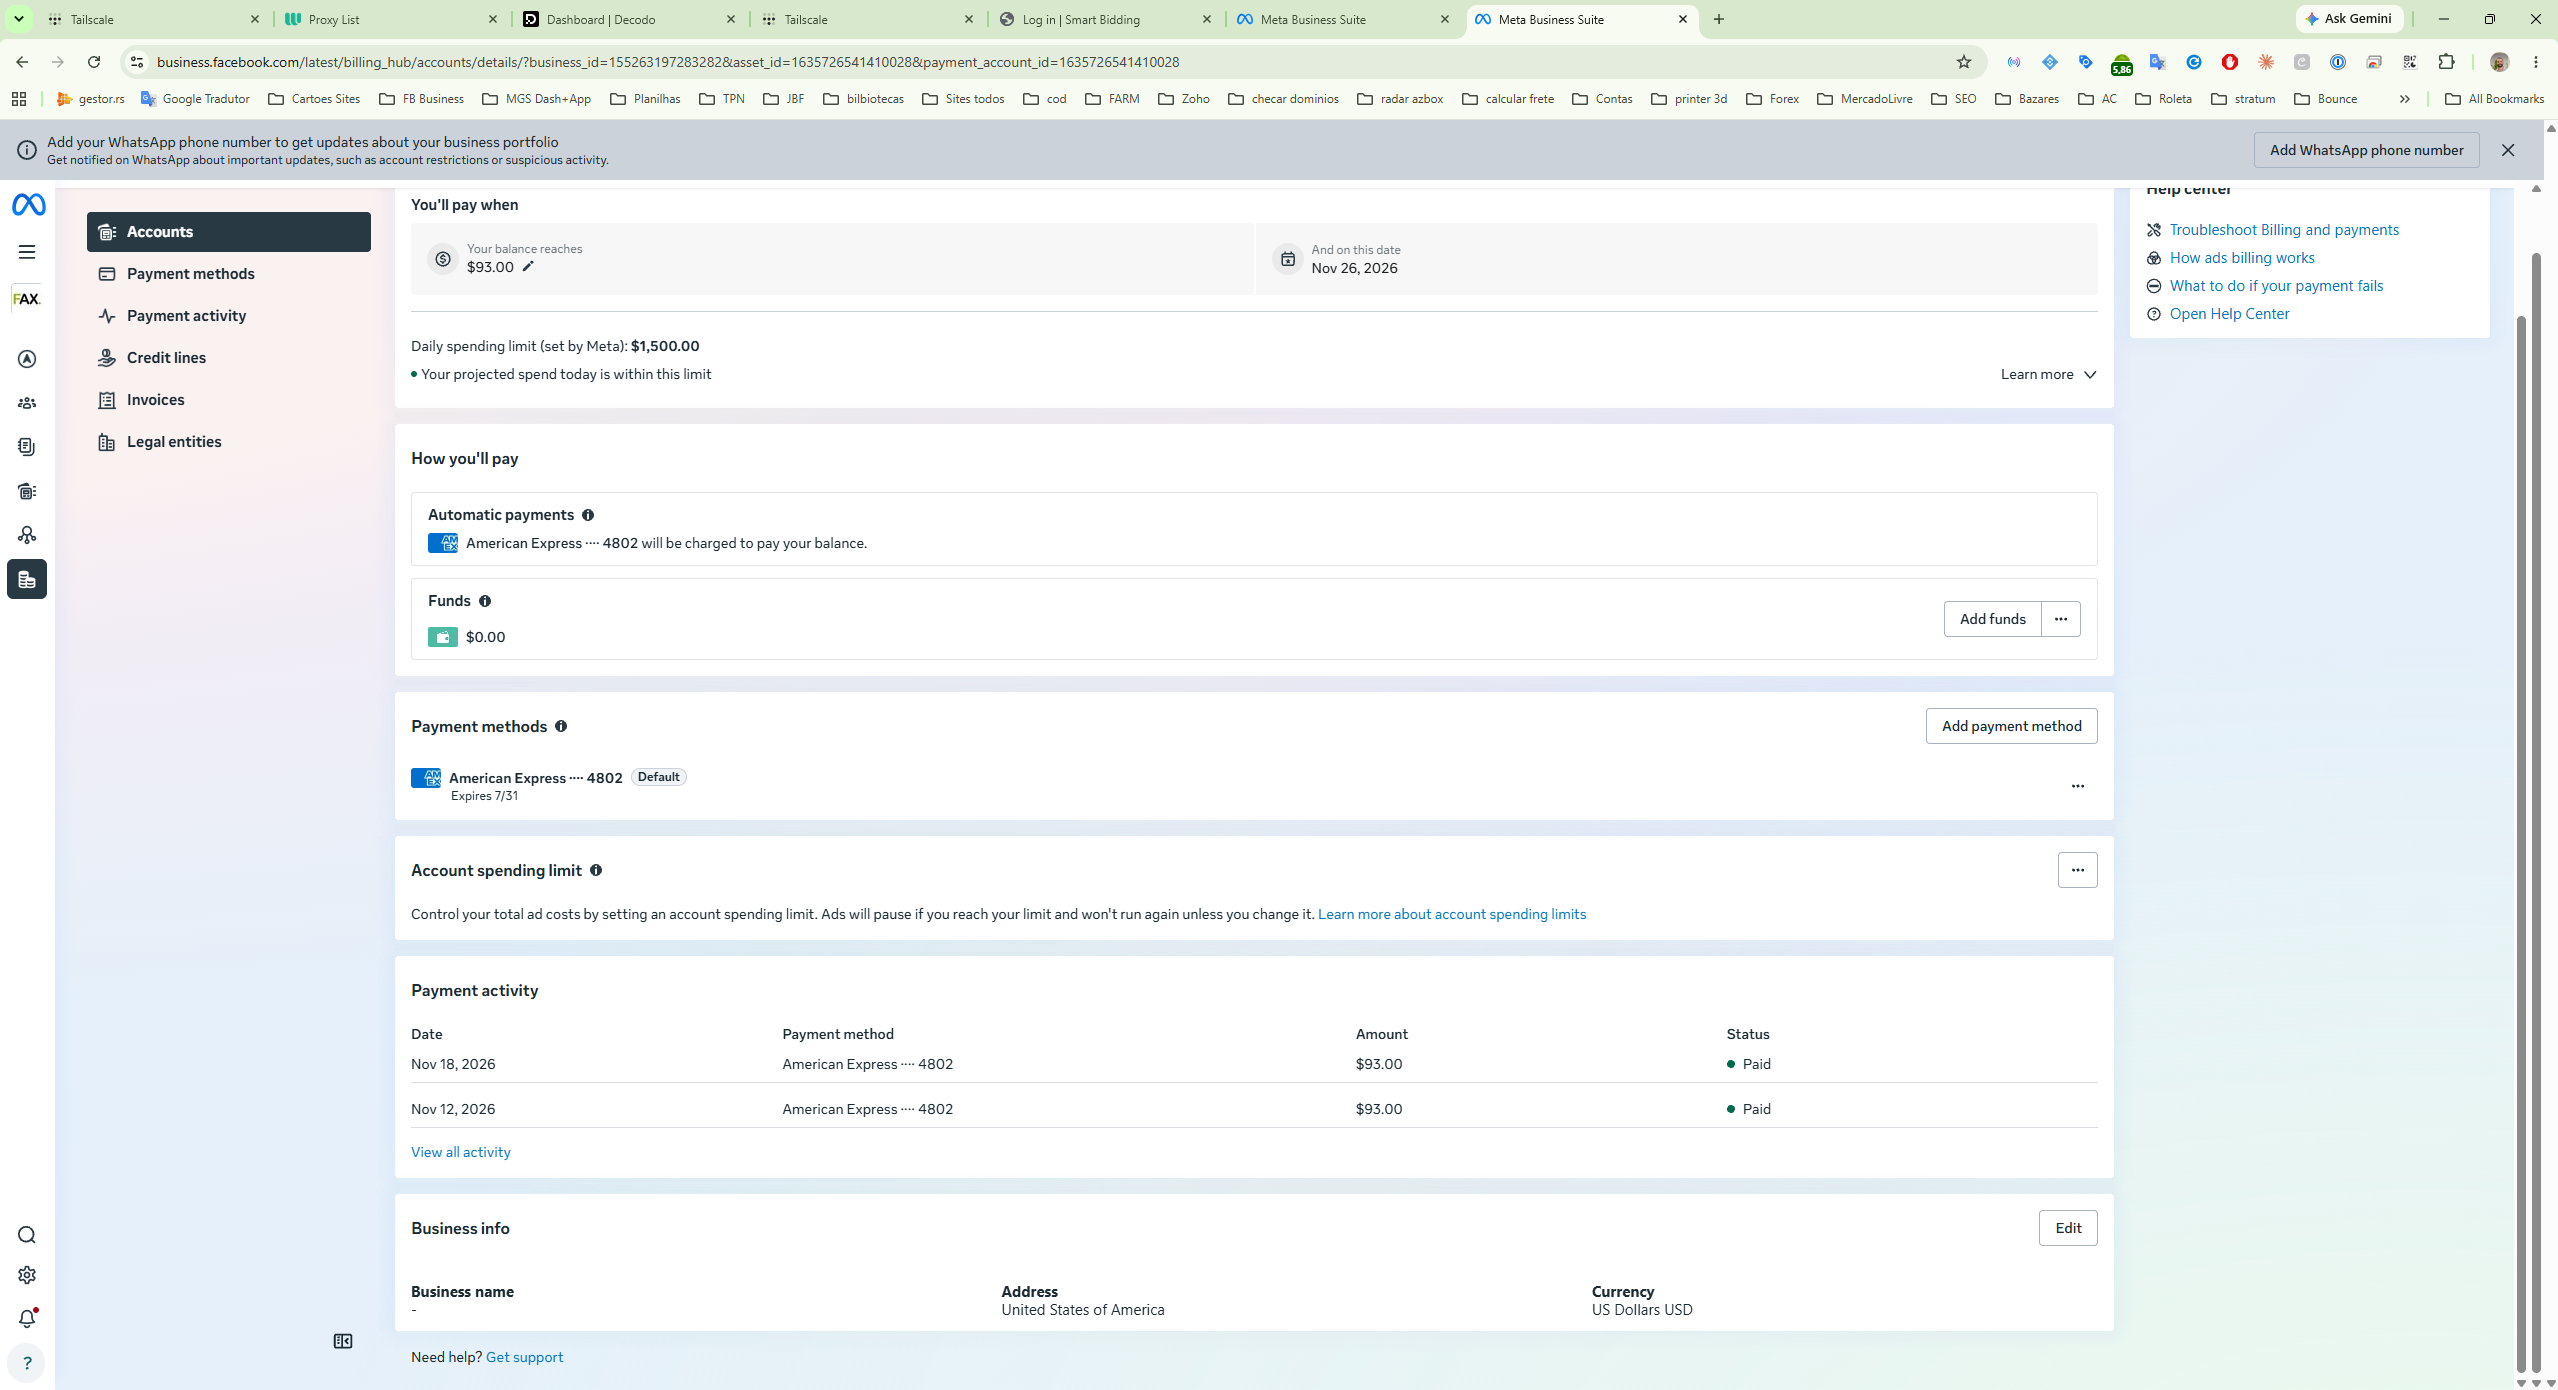 Tailscale
Proxy List
Dashboard | Decodo
Tailscale
Log in | Smart Bidding
Meta Business Suite
Meta Business Suite
Ask Gemini
business.facebook.com/latest/billing_hub/accounts/details/?business_id=155263197283282&asset_id=1635726541410028&payment_account_id=1635726541410028
5,86
gestor.rs
Google Tradutor
Cartoes Sites
FB Business
MGS Dash+App
Planilhas
TPN
JBF
bilbiotecas
Sites todos
cod
FARM
Zoho
checar dominios
radar azbox
calcular frete
Contas
printer 3d
Forex
MercadoLivre
SEO
Bazares
AC
Roleta
stratum
Bounce
All Bookmarks
Add your WhatsApp phone number to get updates about your business portfolio
Get notified on WhatsApp about important updates, such as account restrictions or suspicious activity.
Add WhatsApp phone number
FAX
Accounts
Payment methods
Payment activity
Credit lines
Invoices
Legal entities
You'll pay when
Your balance reaches
$93.00
And on this date
Nov 26, 2026
Daily spending limit (set by Meta): $1,500.00
Your projected spend today is within this limit
Learn more
How you'll pay
Automatic payments
American Express ···· 4802 will be charged to pay your balance.
Funds
$0.00
Add funds
Payment methods
Add payment method
American Express ···· 4802 Default
Expires 7/31
Account spending limit
Control your total ad costs by setting an account spending limit. Ads will pause if you reach your limit and won't run again unless you change it. Learn more about account spending limits
Payment activity
Date Payment method Amount Status
Nov 18, 2026 American Express ···· 4802 $93.00 Paid
Nov 12, 2026 American Express ···· 4802 $93.00 Paid
View all activity
Business info
Edit
Business name
-
Address
United States of America
Currency
US Dollars USD
Need help? Get support
Help center
Troubleshoot Billing and payments
How ads billing works
What to do if your payment fails
Open Help Center